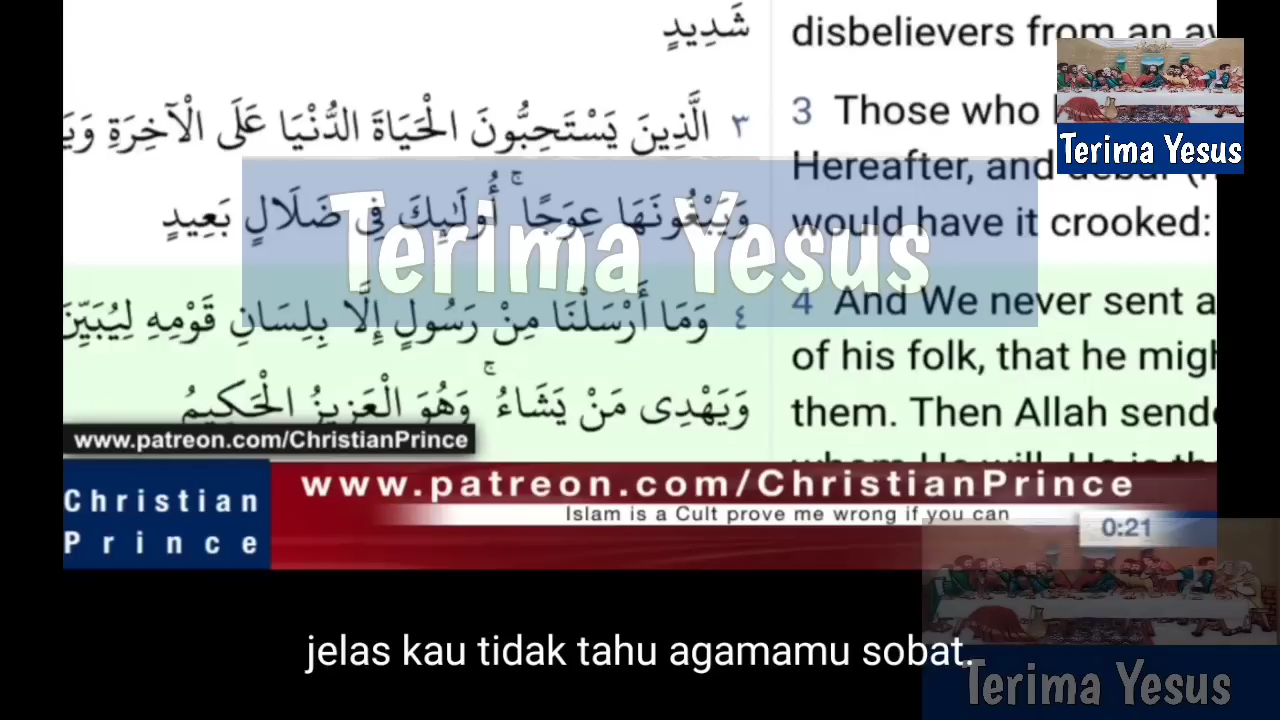 شَدِيدٍ
disbelievers from an
٣ الَّذِينَ يَسْتَحِبُّونَ الْحَيَاةَ الدُّنْيَا عَلَى الْآخِرَةِ
3 Those who
Terima Yesus
Hereafter, and debar
وَيَبْغُونَهَا عِوَجًا ۚ أُولَٰئِكَ فِى ضَلَالٍ بَعِيدٍ
would have it crooked:
Terima Yesus
٤ وَمَا أَرْسَلْنَا مِنْ رَسُولٍ إِلَّا بِلِسَانِ قَوْمِهِ لِيُبَيِّنَ
4 And We never sent a
of his folk, that he
وَيَهْدِى مَنْ يَشَاءُ ۚ وَهُوَ الْعَزِيزُ الْحَكِيمُ
them. Then Allah
www.patreon.com/ChristianPrince
www.patreon.com/ChristianPrince
Christian
Prince
Islam is a Cult prove me wrong if you can
0:21
jelas kau tidak tahu agamamu sobat.
Terima Yesus